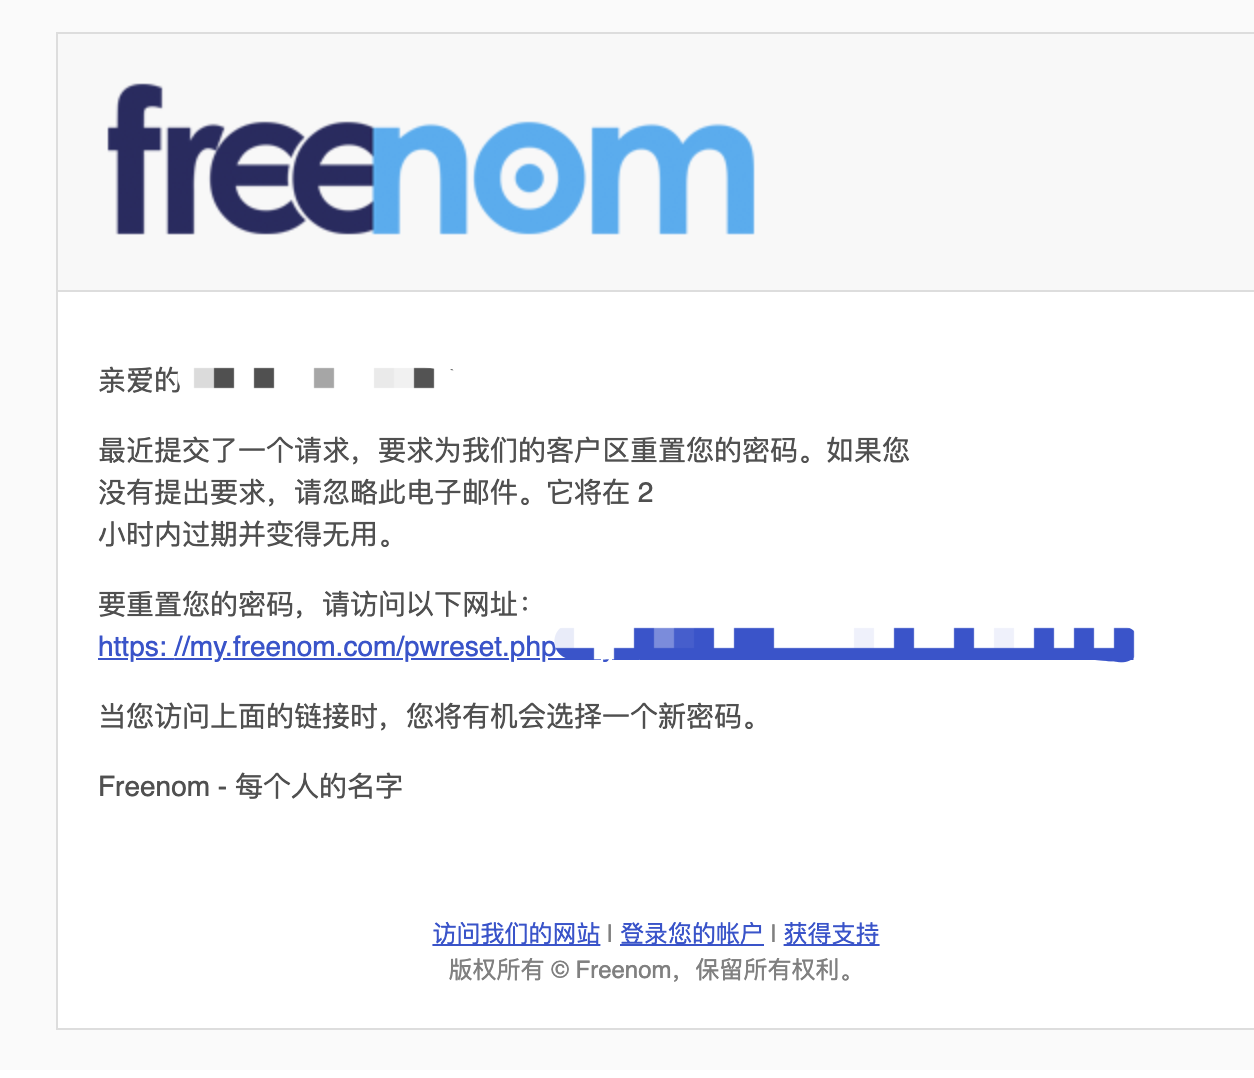 freenom
亲爱的
最近提交了一个请求，要求为我们的客户区重置您的密码。如果您
没有提出要求，请忽略此电子邮件。它将在 2
小时内过期并变得无用。
要重置您的密码，请访问以下网址：
https: //my.freenom.com/pwreset.php
当您访问上面的链接时，您将有机会选择一个新密码。
Freenom - 每个人的名字
访问我们的网站 | 登录您的帐户 | 获得支持
版权所有 © Freenom，保留所有权利。